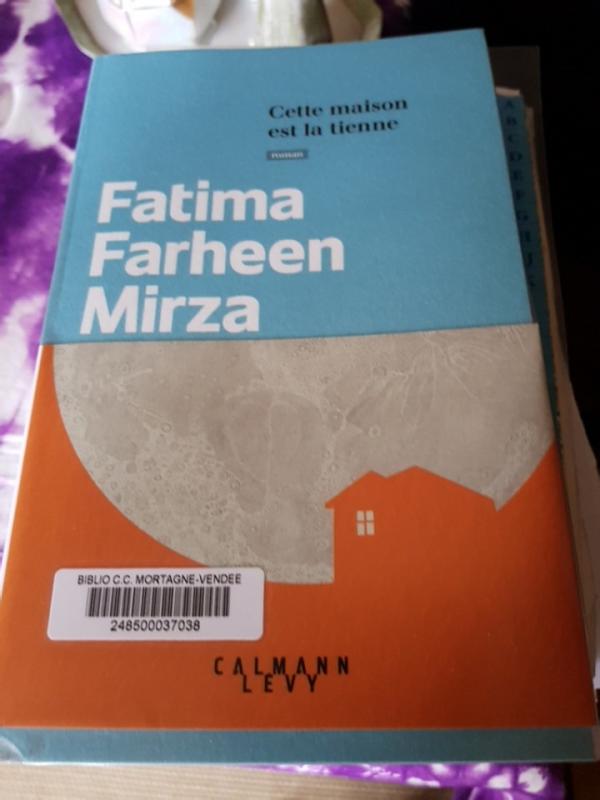 Cette maison
est la tienne
roman
Fatima
Farheen
Mirza
BIBLIO C.C. MORTAGNE-VENDEE
248500037038
CALMANN
LEVY
A
B
C
D
E
F
G
H